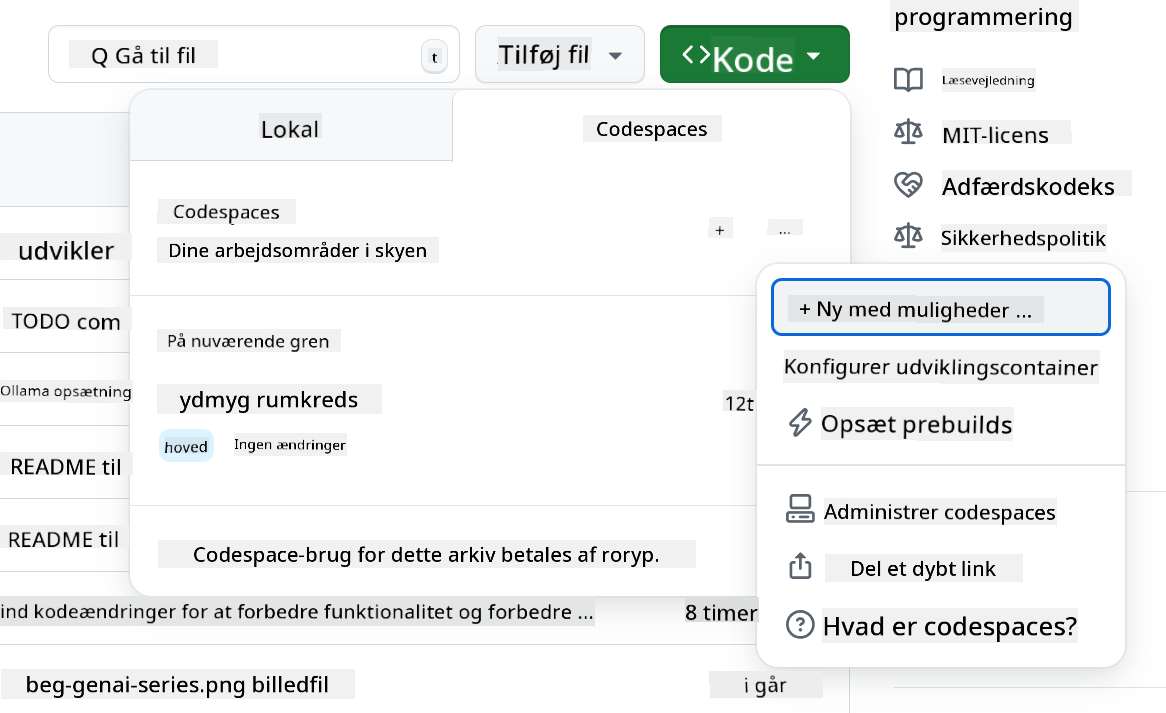 Q Gå til fil
t
Tilføj fil
Kode
Lokal
Codespaces
Codespaces
Dine arbejdsområder i skyen
+
...
På nuværende gren
ydmyg rumkreds
12t
hoved
Ingen ændringer
Codespace-brug for dette arkiv betales af roryp.
+ Ny med muligheder ...
Konfigurer udviklingscontainer
Opsæt prebuilds
Administrer codespaces
Del et dybt link
Hvad er codespaces?
programmering
Læsevejledning
MIT-licens
Adfærdskodeks
Sikkerhedspolitik
udvikler
TODO com
Ollama opsætning
README til
README til
ind kodeændringer for at forbedre funktionalitet og forbedre ...
8 timer
beg-genai-series.png billedfil
i går